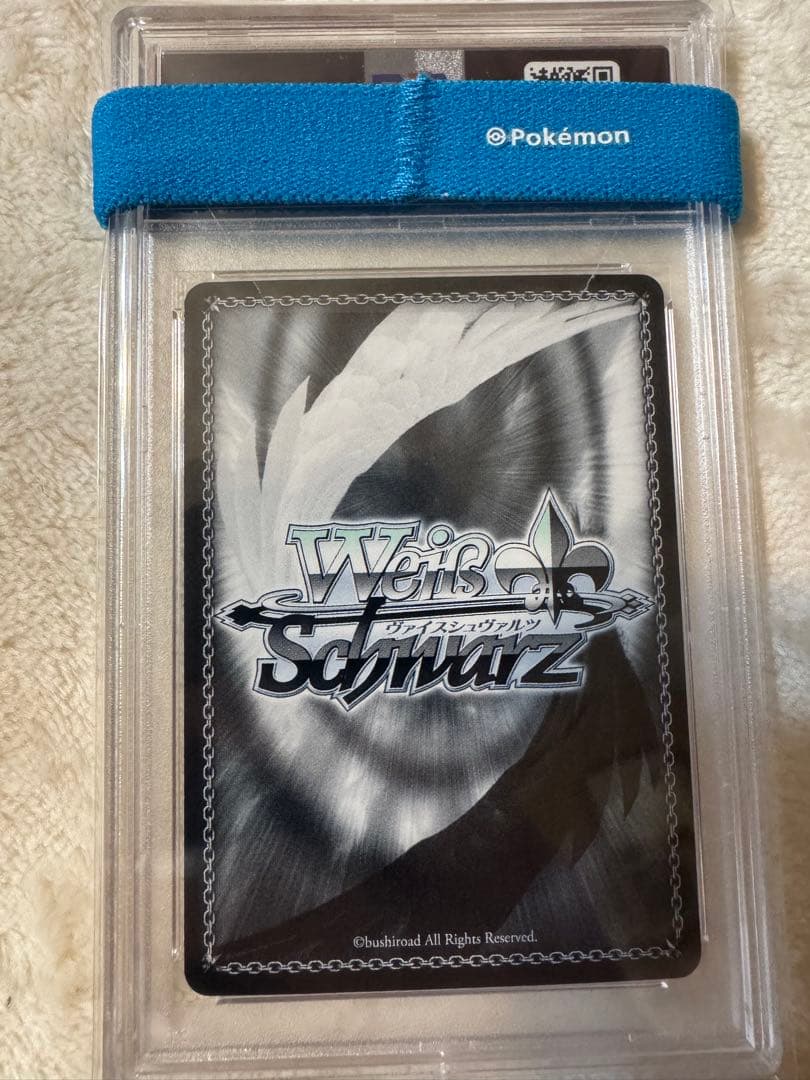 Pokémon
Weiß
ヴァイスシュヴァルツ
Schwarz
©bushiroad All Rights Reserved.